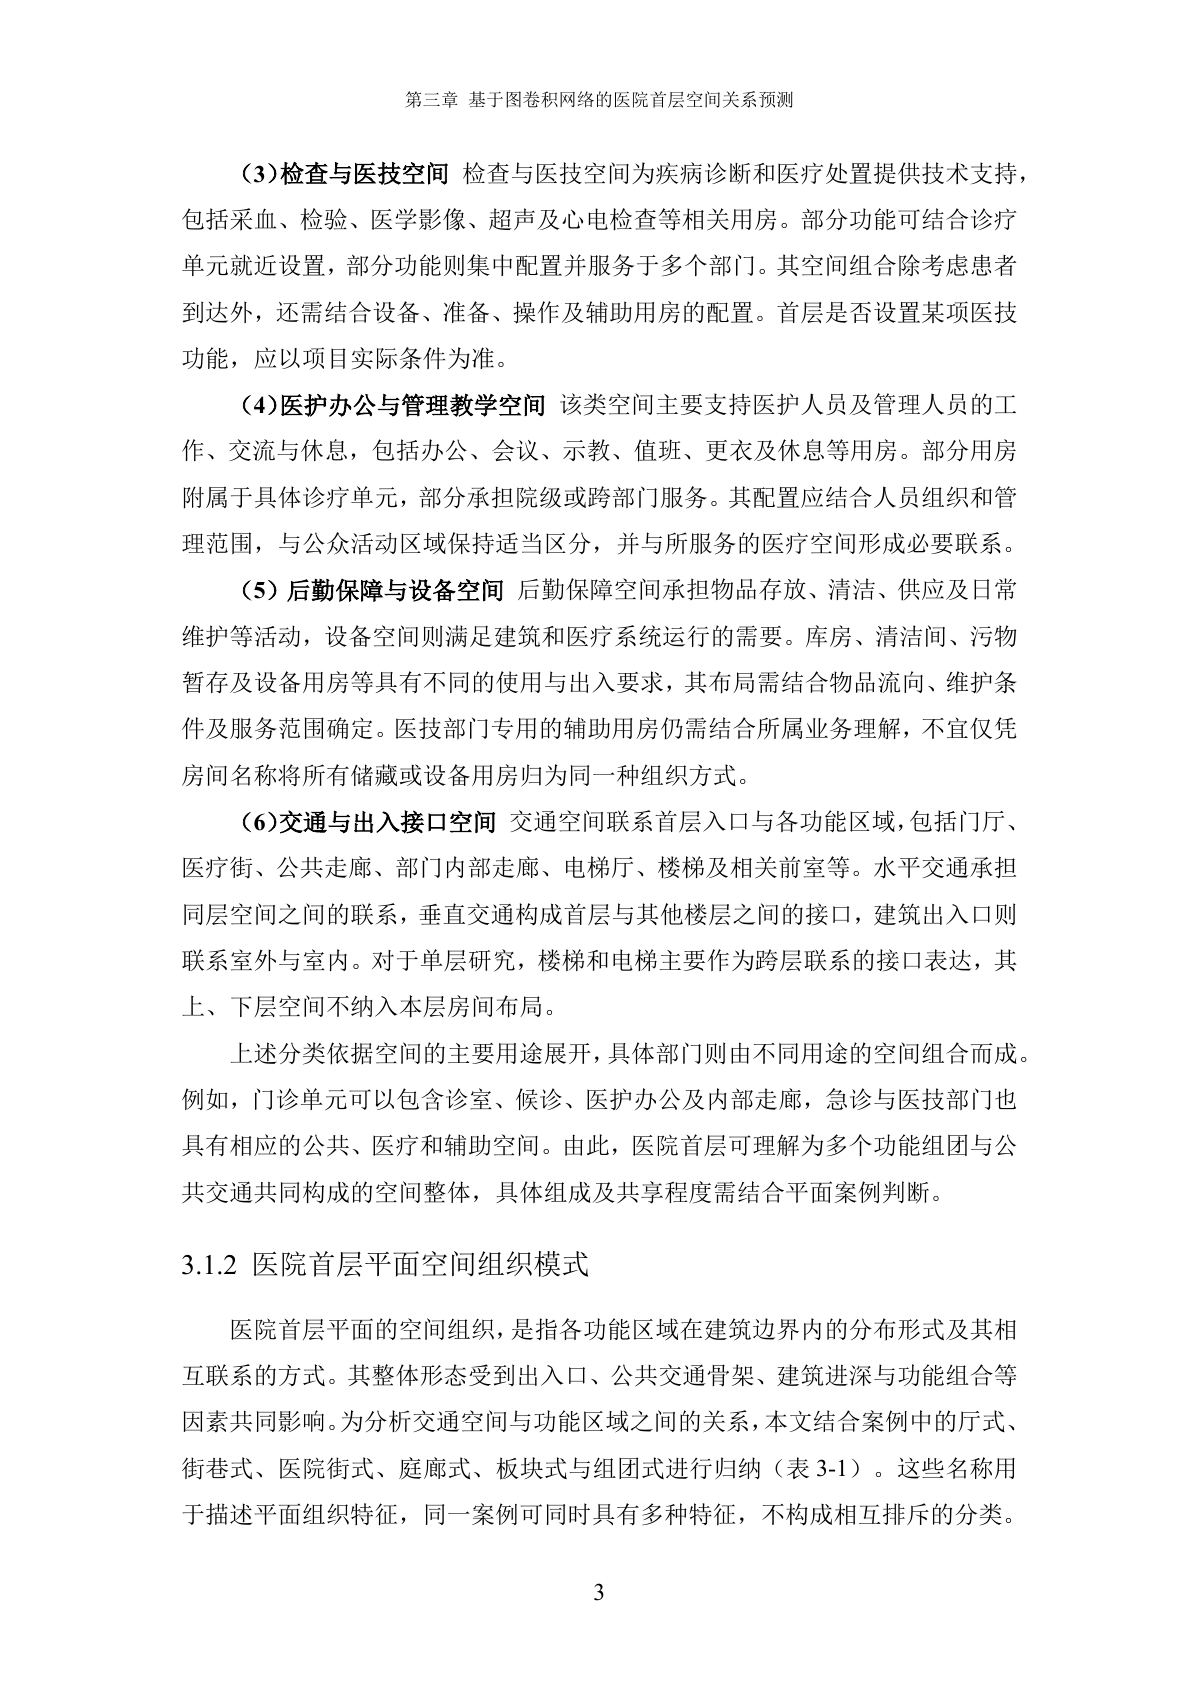 第三章 基于图卷积网络的医院首层空间关系预测
（3）检查与医技空间 检查与医技空间为疾病诊断和医疗处置提供技术支持，
包括采血、检验、医学影像、超声及心电检查等相关用房。部分功能可结合诊疗
单元就近设置，部分功能则集中配置并服务于多个部门。其空间组合除考虑患者
到达外，还需结合设备、准备、操作及辅助用房的配置。首层是否设置某项医技
功能，应以项目实际条件为准。
（4）医护办公与管理教学空间 该类空间主要支持医护人员及管理人员的工
作、交流与休息，包括办公、会议、示教、值班、更衣及休息等用房。部分用房
附属于具体诊疗单元，部分承担院级或跨部门服务。其配置应结合人员组织和管
理范围，与公众活动区域保持适当区分，并与所服务的医疗空间形成必要联系。
（5）后勤保障与设备空间 后勤保障空间承担物品存放、清洁、供应及日常
维护等活动，设备空间则满足建筑和医疗系统运行的需要。库房、清洁间、污物
暂存及设备用房等具有不同的使用与出入要求，其布局需结合物品流向、维护条
件及服务范围确定。医技部门专用的辅助用房仍需结合所属业务理解，不宜仅凭
房间名称将所有储藏或设备用房归为同一种组织方式。
（6）交通与出入接口空间 交通空间联系首层入口与各功能区域，包括门厅、
医疗街、公共走廊、部门内部走廊、电梯厅、楼梯及相关前室等。水平交通承担
同层空间之间的联系，垂直交通构成首层与其他楼层之间的接口，建筑出入口则
联系室外与室内。对于单层研究，楼梯和电梯主要作为跨层联系的接口表达，其
上、下层空间不纳入本层房间布局。
上述分类依据空间的主要用途展开，具体部门则由不同用途的空间组合而成。
例如，门诊单元可以包含诊室、候诊、医护办公及内部走廊，急诊与医技部门也
具有相应的公共、医疗和辅助空间。由此，医院首层可理解为多个功能组团与公
共交通共同构成的空间整体，具体组成及共享程度需结合平面案例判断。
3.1.2 医院首层平面空间组织模式
医院首层平面的空间组织，是指各功能区域在建筑边界内的分布形式及其相
互联系的方式。其整体形态受到出入口、公共交通骨架、建筑进深与功能组合等
因素共同影响。为分析交通空间与功能区域之间的关系，本文结合案例中的厅式、
街巷式、医院街式、庭廊式、板块式与组团式进行归纳（表 3-1）。这些名称用
于描述平面组织特征，同一案例可同时具有多种特征，不构成相互排斥的分类。
3